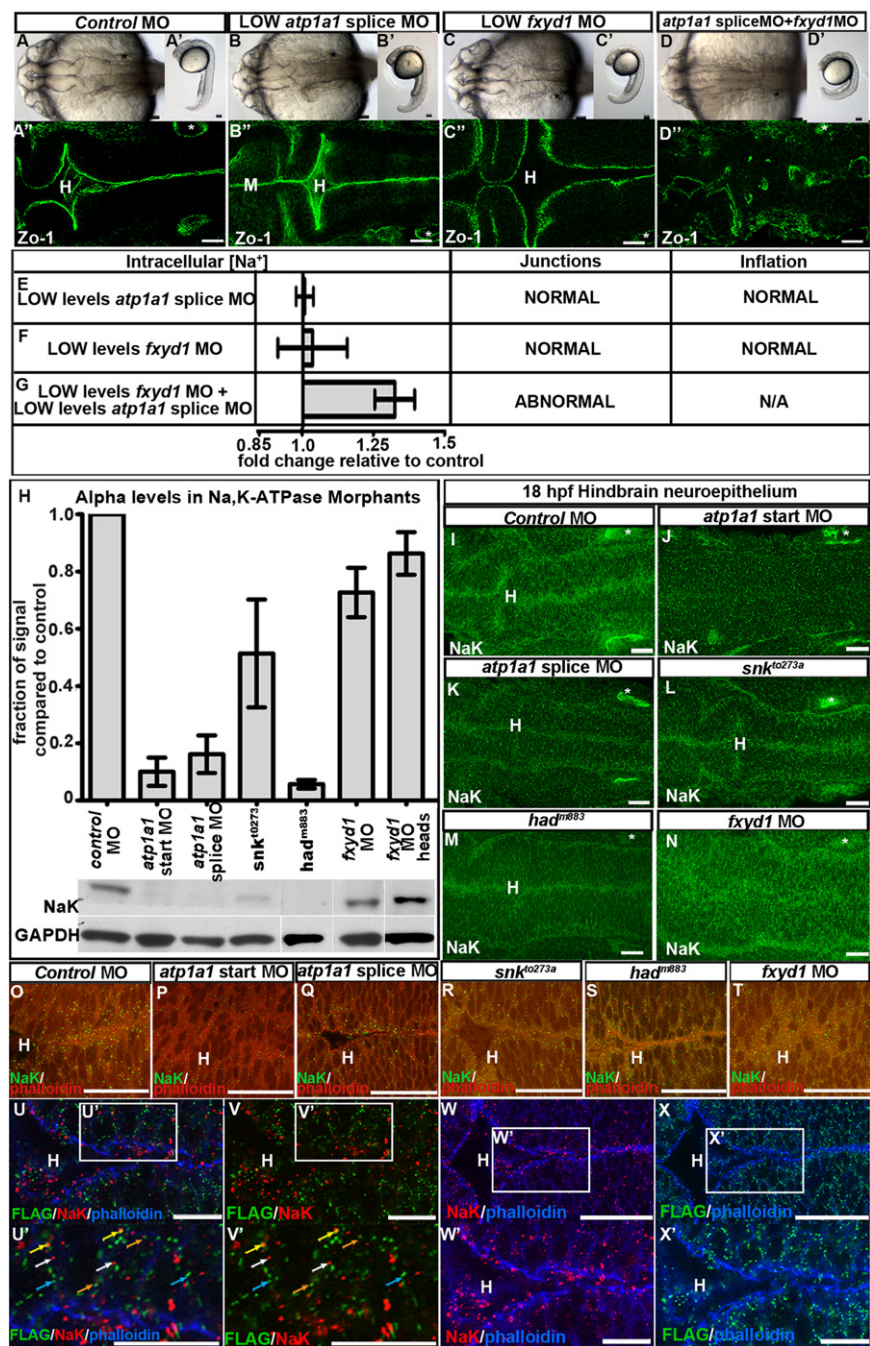 Control MO
LOW atp1a1 splice MO
LOW fxyd1 MO
atp1a1 spliceMO+fxyd1MO
A
*
A'
B
*
B'
C
*
C'
D
*
D'
A''
*
H
Zo-1
B''
M
H
*
Zo-1
C''
H
*
Zo-1
D''
*
Zo-1
Intracellular [Na+]
Junctions
Inflation
E
LOW levels atp1a1 splice MO
NORMAL
NORMAL
F
LOW levels fxyd1 MO
NORMAL
NORMAL
G
LOW levels fxyd1 MO +
LOW levels atp1a1 splice MO
ABNORMAL
N/A
0.85
1.0
1.25
1.5
fold change relative to control
H
Alpha levels in Na,K-ATPase Morphants
fraction of signal
compared to control
1.0
0.8
0.6
0.4
0.2
0
control
MO
atp1a1
start MO
atp1a1
splice MO
snkto273
hadm883
fxyd1
MO
fxyd1
MO
heads
NaK
GAPDH
18 hpf Hindbrain neuroepithelium
Control MO
atp1a1 start MO
I
*
H
NaK
J
*
NaK
atp1a1 splice MO
snkto273a
K
*
H
NaK
L
*
H
NaK
hadm883
fxyd1 MO
M
*
H
NaK
N
*
NaK
Control MO
atp1a1 start MO
atp1a1 splice MO
snkto273a
hadm883
fxyd1 MO
O
H
NaK/
phalloidin
P
H
NaK/
phalloidin
Q
H
NaK/
phalloidin
R
H
NaK/
phalloidin
S
H
NaK/
phalloidin
T
H
NaK/
phalloidin
U
U'
H
FLAG/NaK/phalloidin
V
V'
H
FLAG/NaK
W
W'
H
NaK/phalloidin
X
X'
H
FLAG/phalloidin
U'
FLAG/NaK/phalloidin
V'
FLAG/NaK
W'
H
NaK/phalloidin
X'
H
FLAG/phalloidin